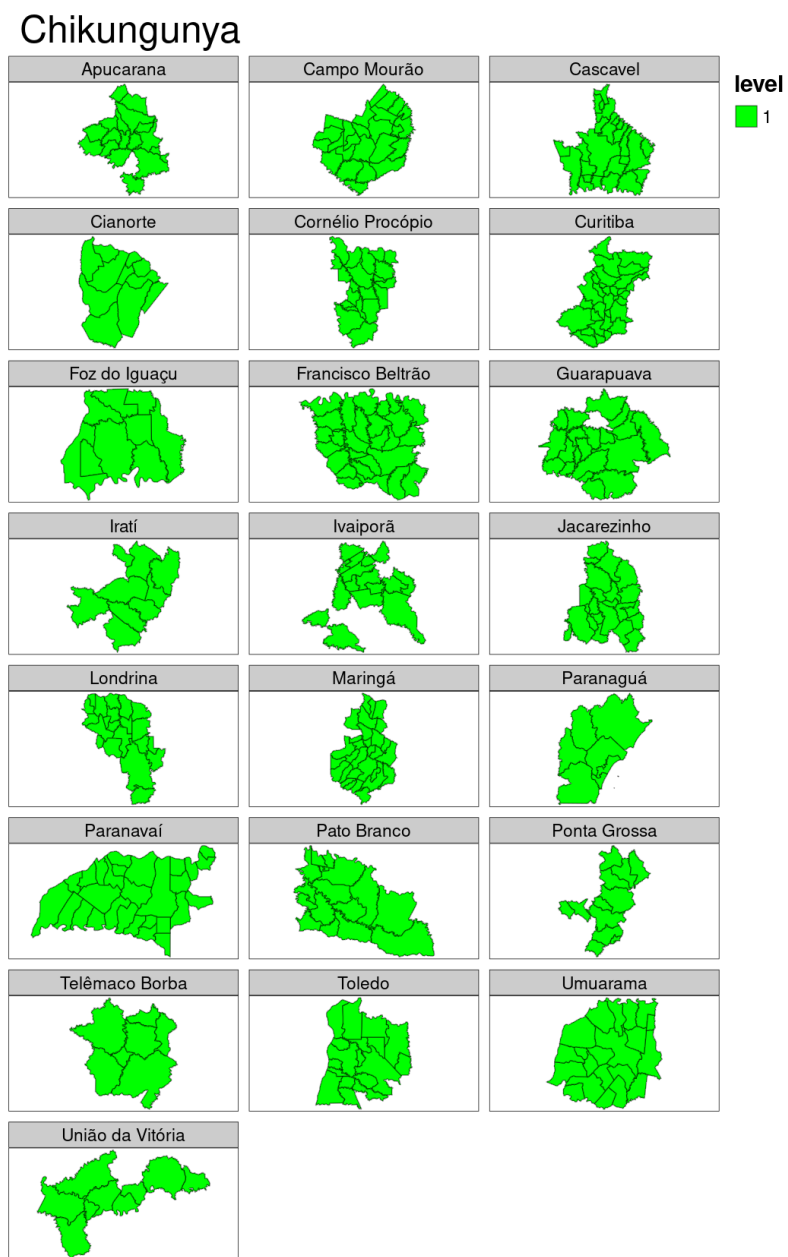 Chikungunya
Apucarana
Campo Mourão
Cascavel
level
1
Cianorte
Cornélio Procópio
Curitiba
Foz do Iguaçu
Francisco Beltrão
Guarapuava
Iratí
Ivaiporã
Jacarezinho
Londrina
Maringá
Paranaguá
Paranavaí
Pato Branco
Ponta Grossa
Telêmaco Borba
Toledo
Umuarama
União da Vitória